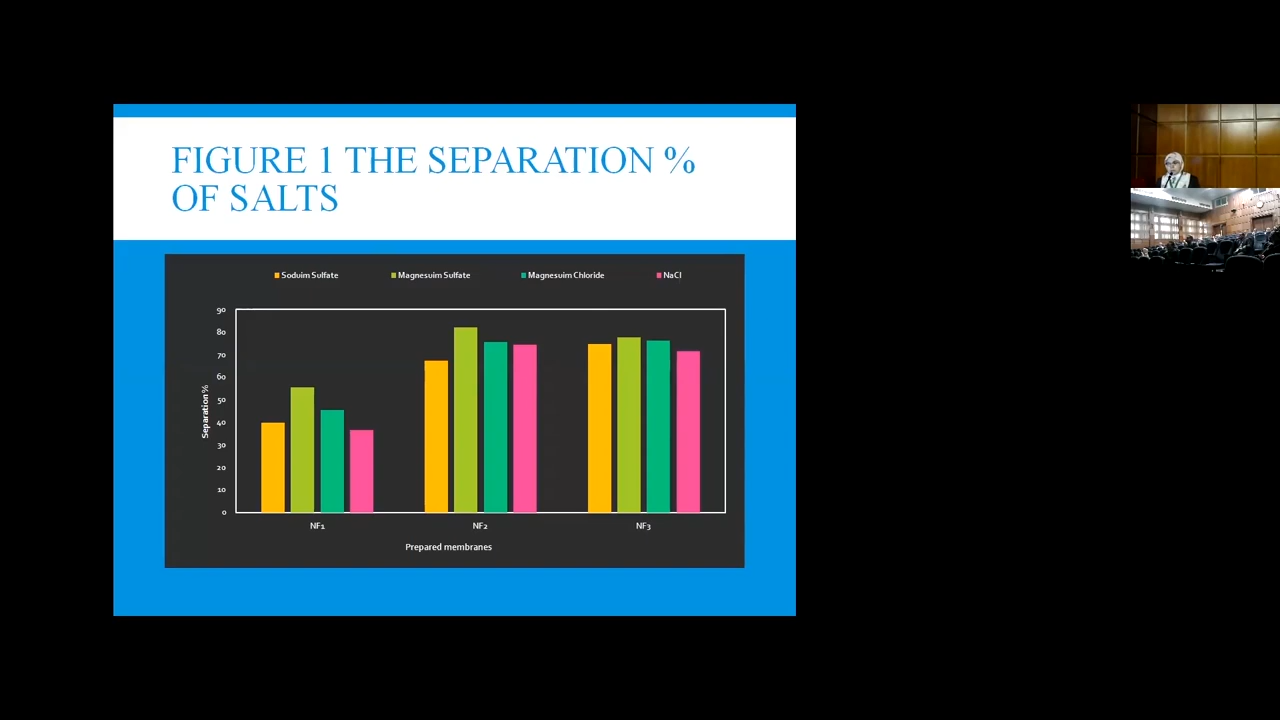 FIGURE 1 THE SEPARATION %
OF SALTS
Soduim Sulfate
Magnesuim Sulfate
Magnesuim Chloride
NaCl
90
80
70
60
50
40
30
20
10
0
Separation%
NF1
NF2
NF3
Prepared membranes